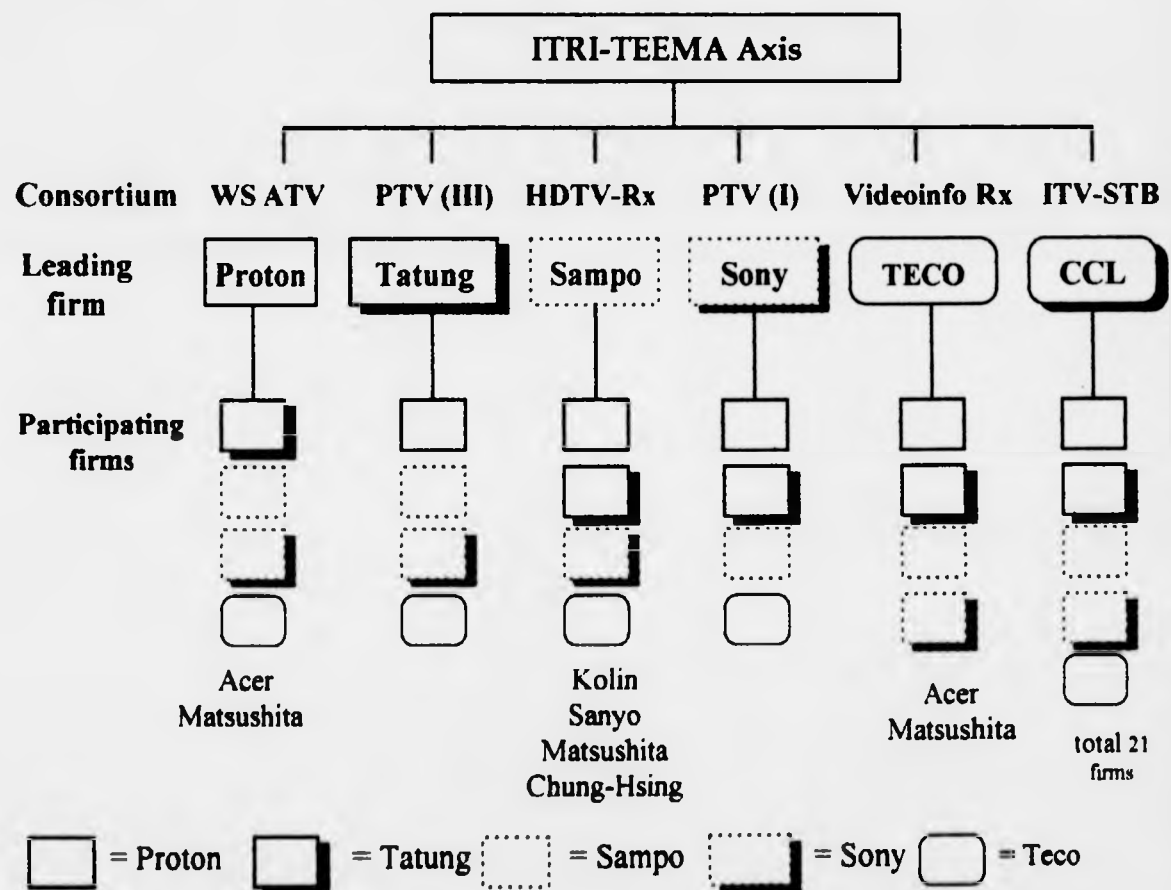 ITRI-TEEMA Axis
Consortium WS ATV PTV (III) HDTV-Rx PTV (I) Videoinfo Rx ITV-STB
Leading
firm
Proton Tatung Sampo Sony TECO CCL
Participating
firms
Acer
Matsushita
Kolin
Sanyo
Matsushita
Chung-Hsing
Acer
Matsushita
total 21
firms
= Proton = Tatung = Sampo = Sony = Teco